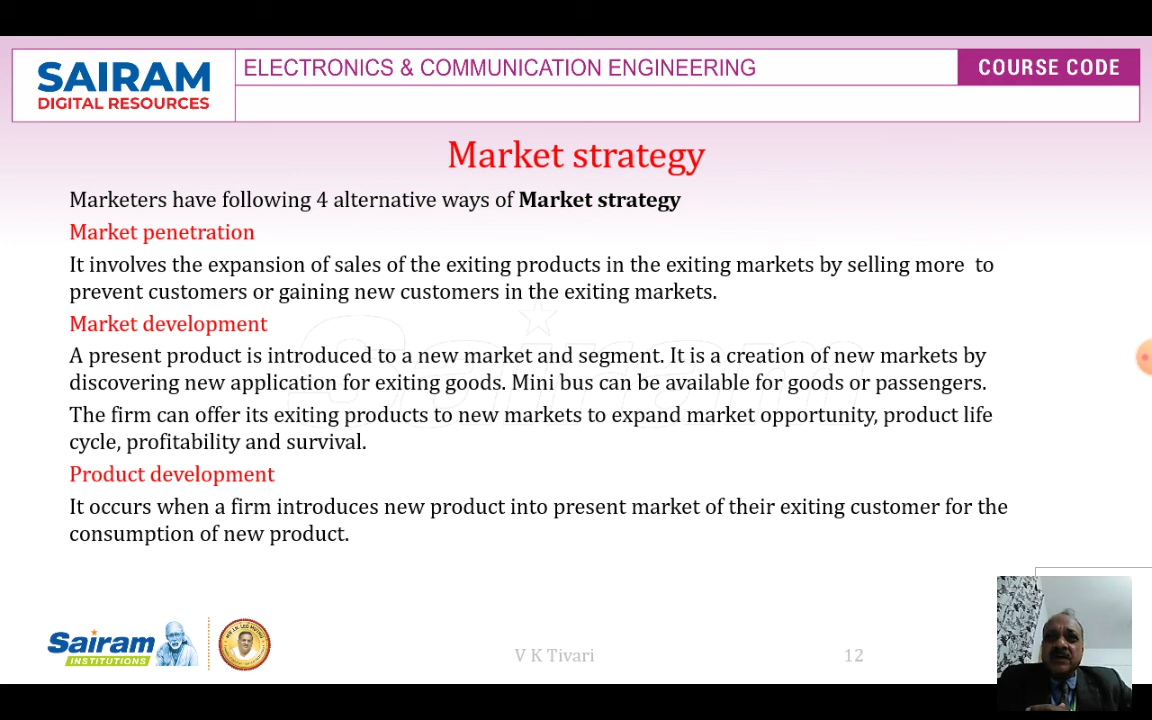 SAIRAM
DIGITAL RESOURCES
ELECTRONICS & COMMUNICATION ENGINEERING
COURSE CODE
Market strategy
Marketers have following 4 alternative ways of Market strategy
Market penetration
It involves the expansion of sales of the exiting products in the exiting markets by selling more to
prevent customers or gaining new customers in the exiting markets.
Market development
A present product is introduced to a new market and segment. It is a creation of new markets by
discovering new application for exiting goods. Mini bus can be available for goods or passengers.
The firm can offer its exiting products to new markets to expand market opportunity, product life
cycle, profitability and survival.
Product development
It occurs when a firm introduces new product into present market of their exiting customer for the
consumption of new product.
Sairam
Sairam
INSTITUTIONS
V K Tivari
12